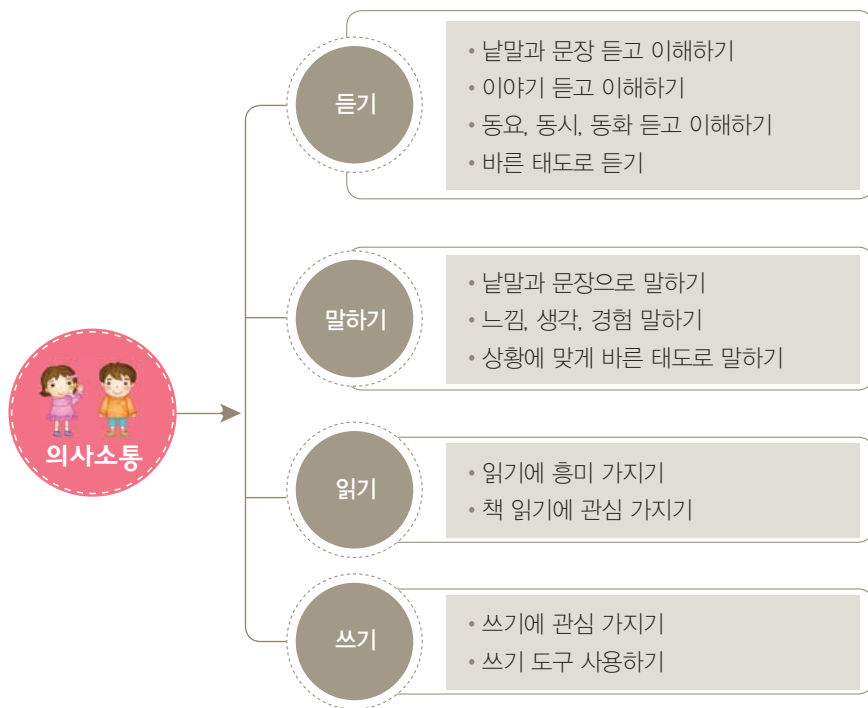 의사소통
듣기
• 낱말과 문장 듣고 이해하기
• 이야기 듣고 이해하기
• 동요, 동시, 동화 듣고 이해하기
• 바른 태도로 듣기
말하기
• 낱말과 문장으로 말하기
• 느낌, 생각, 경험 말하기
• 상황에 맞게 바른 태도로 말하기
읽기
• 읽기에 흥미 가지기
• 책 읽기에 관심 가지기
쓰기
• 쓰기에 관심 가지기
• 쓰기 도구 사용하기